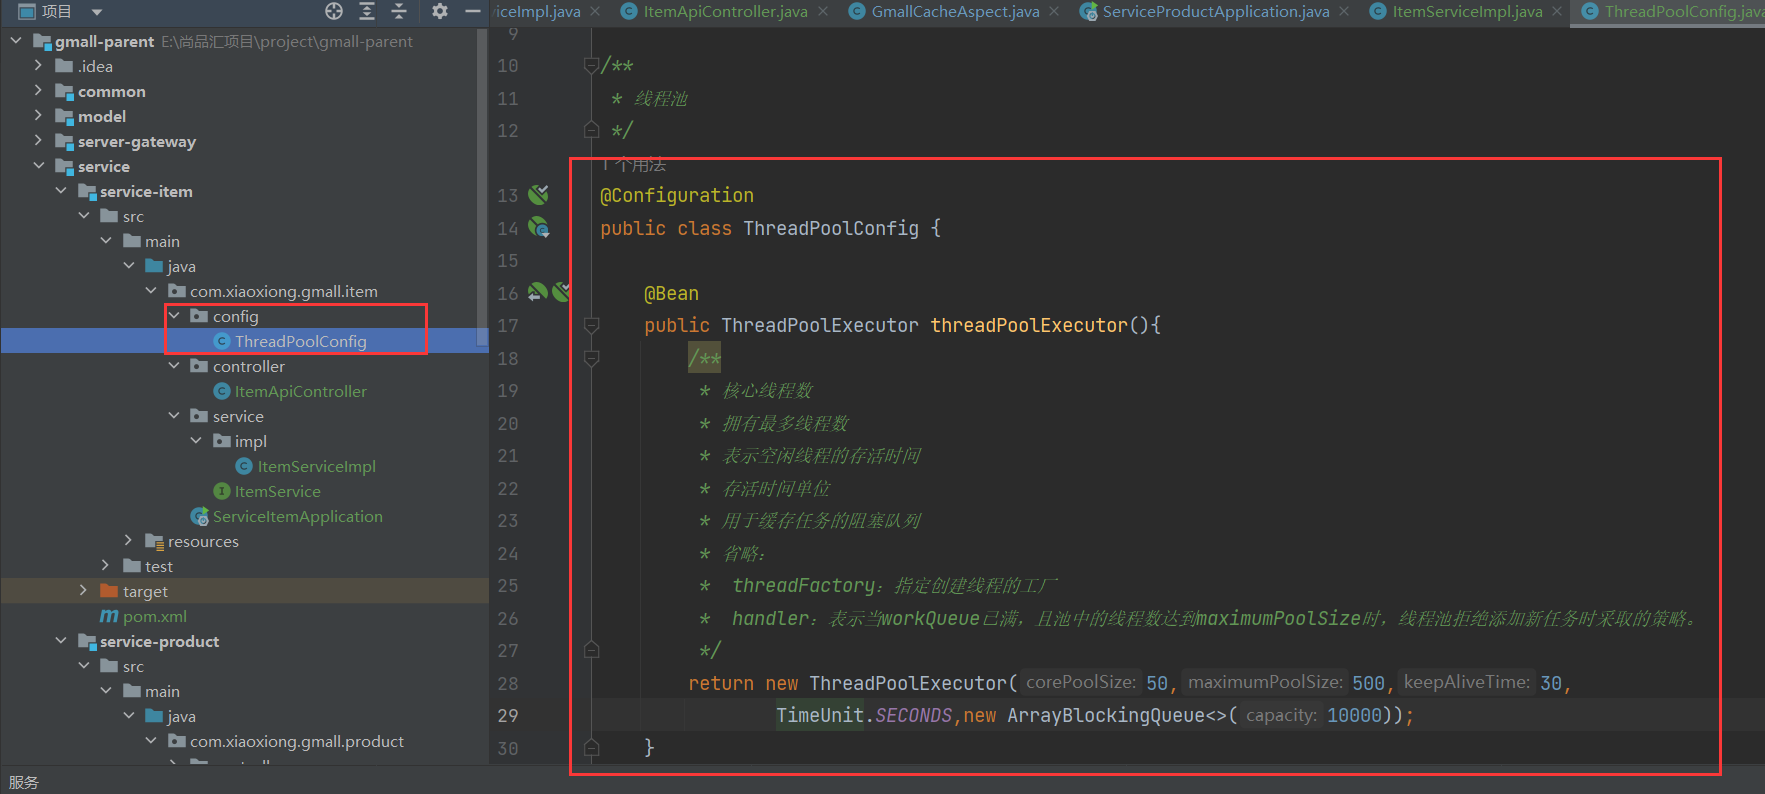 项目
gmall-parent E:\尚品汇项目\project\gmall-parent
.idea
common
model
server-gateway
service
service-item
src
main
java
com.xiaoxiong.gmall.item
config
ThreadPoolConfig
controller
ItemApiController
service
impl
ItemServiceImpl
ItemService
ServiceItemApplication
resources
test
target
pom.xml
service-product
src
main
java
com.xiaoxiong.gmall.product
服务
viceImpl.java ItemApiController.java GmallCacheAspect.java ServiceProductApplication.java ItemServiceImpl.java ThreadPoolConfig.java
9
10 /**
11 * 线程池
12 */
1 个用法
13 @Configuration
14 public class ThreadPoolConfig {
15
16 @Bean
17 public ThreadPoolExecutor threadPoolExecutor(){
18 /**
19 * 核心线程数
20 * 拥有最多线程数
21 * 表示空闲线程的存活时间
22 * 存活时间单位
23 * 用于缓存任务的阻塞队列
24 * 省略：
25 * threadFactory：指定创建线程的工厂
26 * handler：表示当workQueue已满，且池中的线程数达到maximumPoolSize时，线程池拒绝添加新任务时采取的策略。
27 */
28 return new ThreadPoolExecutor( corePoolSize: 50, maximumPoolSize: 500, keepAliveTime: 30,
29 TimeUnit.SECONDS,new ArrayBlockingQueue<>( capacity: 10000));
30 }